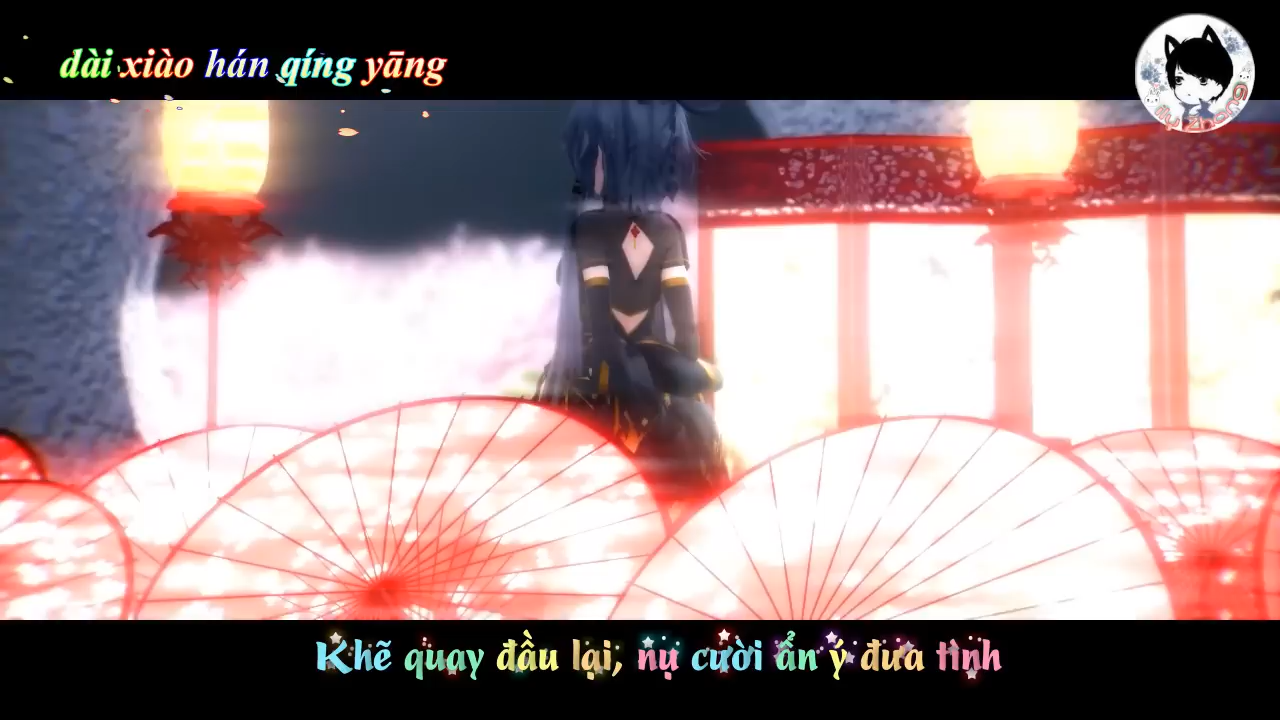 dài xiào hán qíng yāng
Khẽ quay đầu lại, nụ cười ẩn ý đưa tình